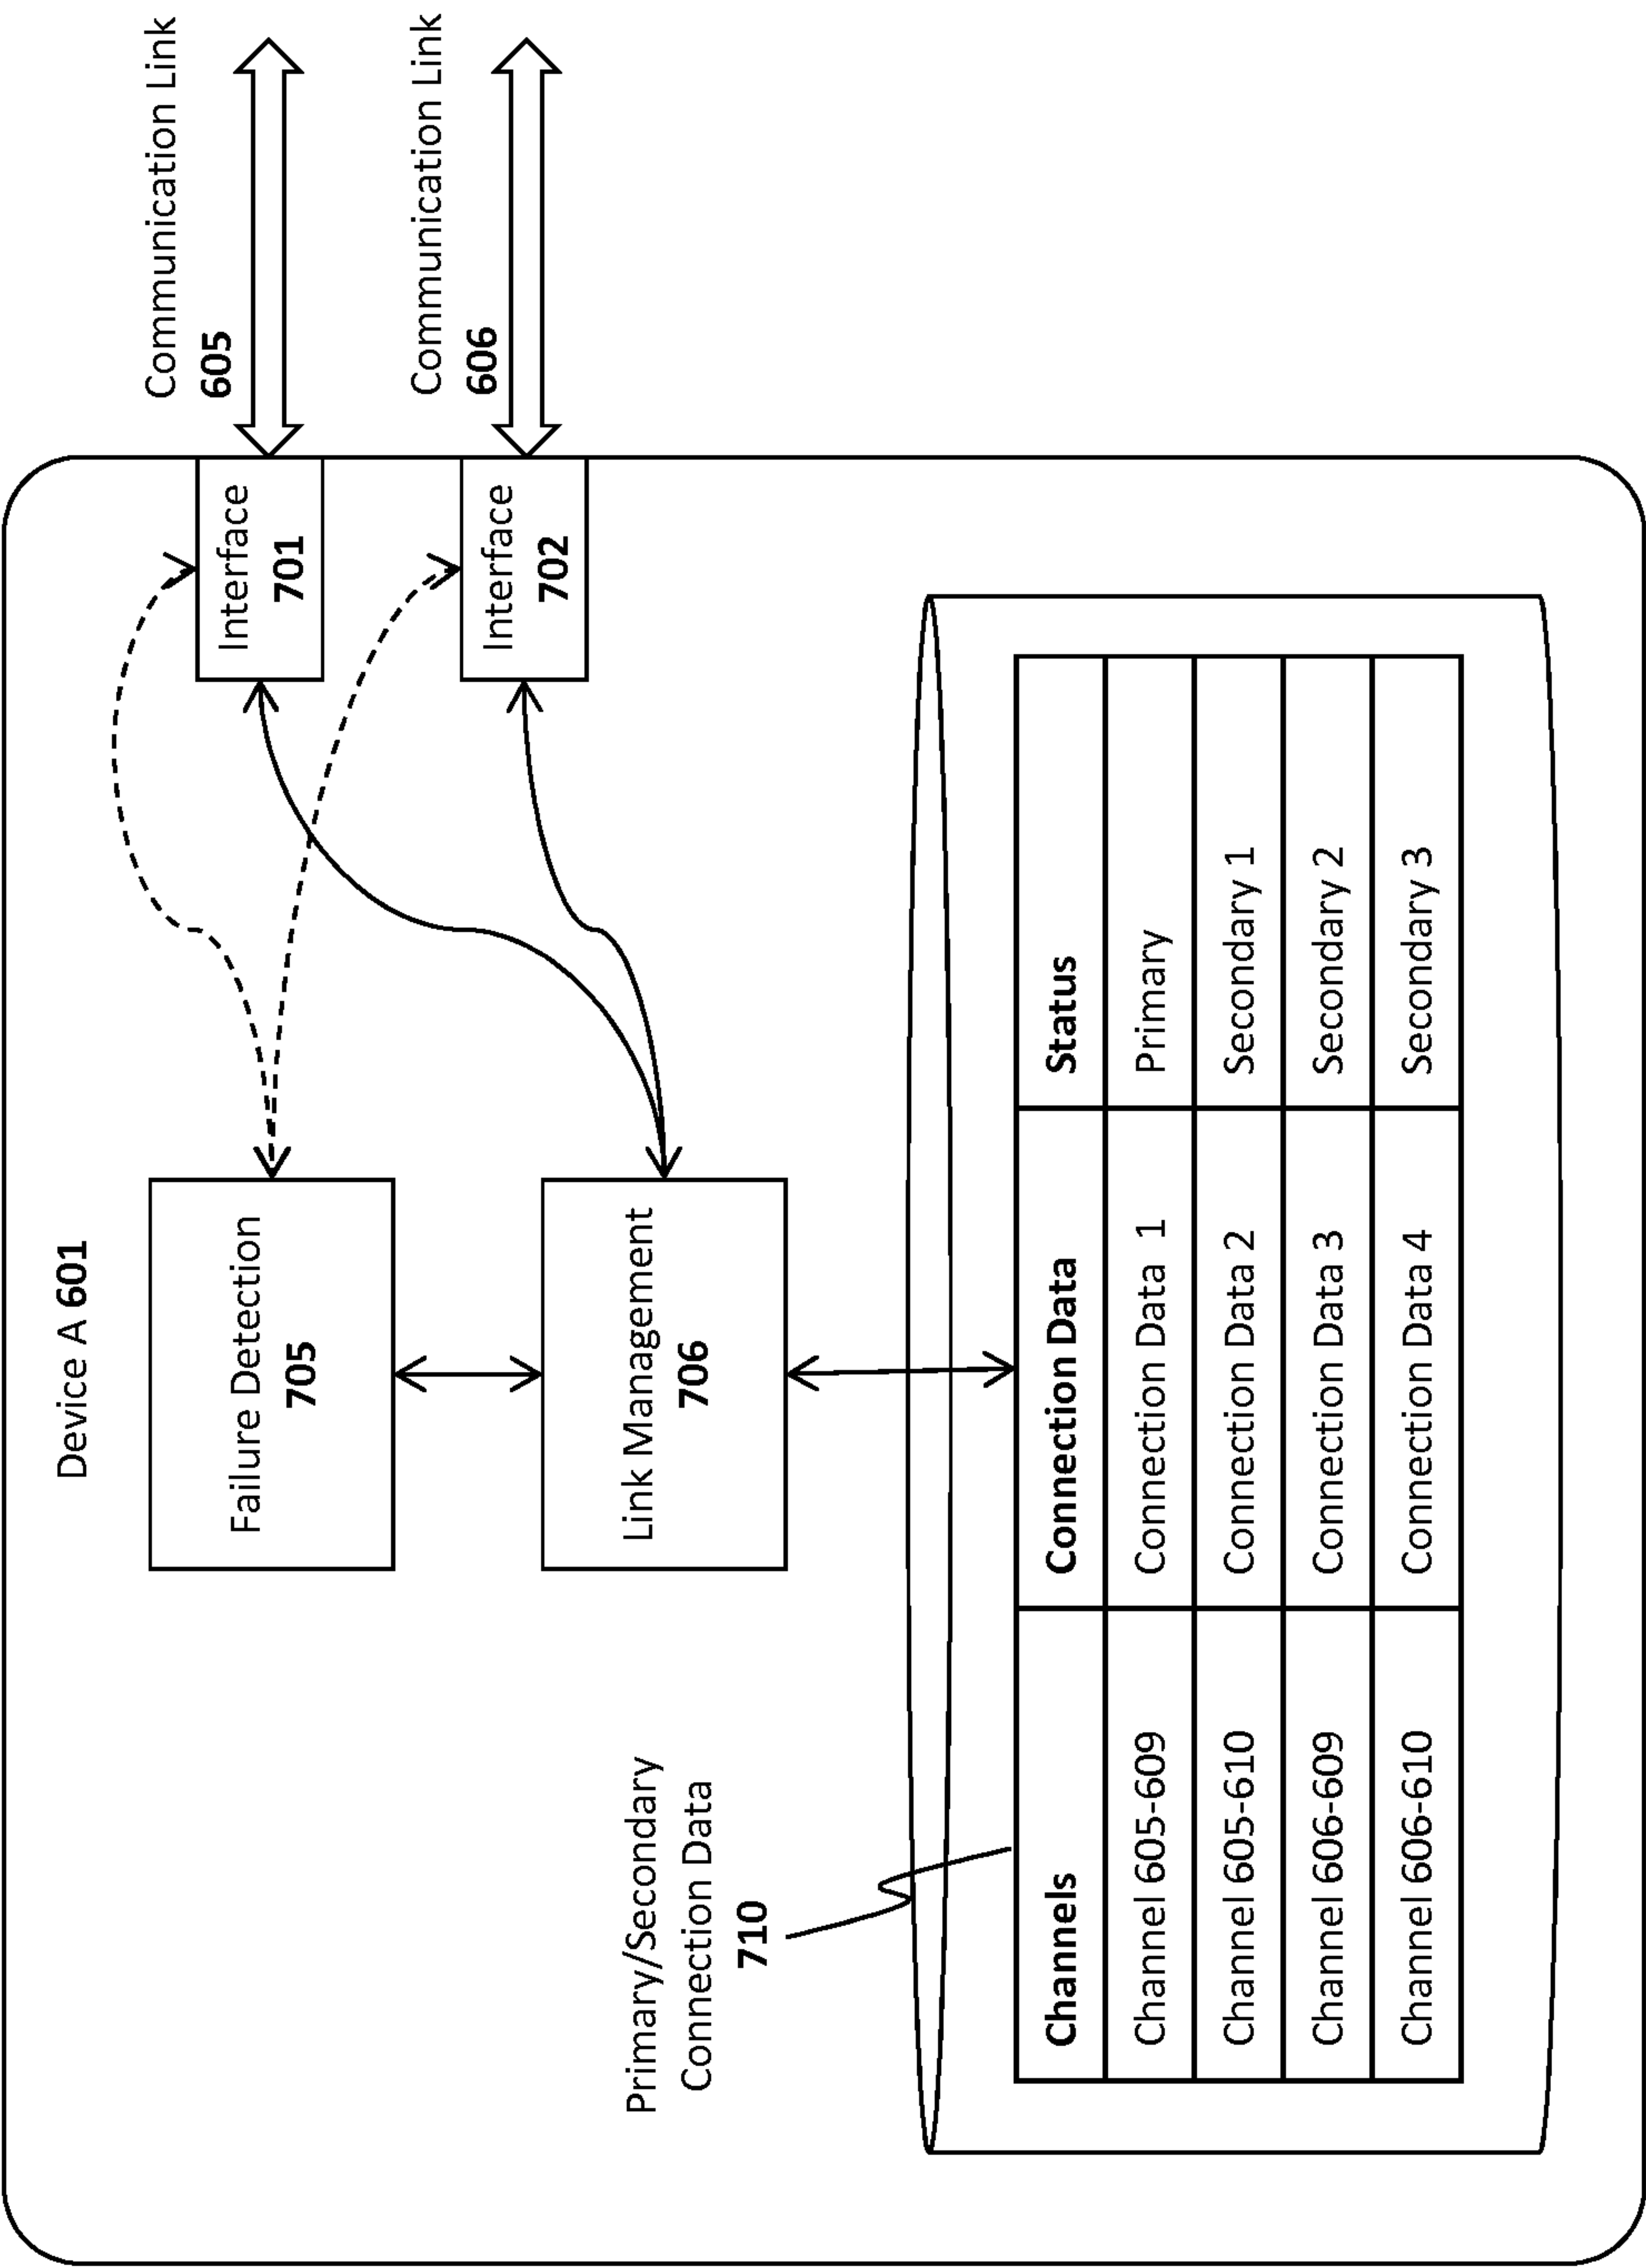 Device A 601
Communication Link
605
Failure Detection
705
Interface
701
Communication Link
606
Interface
702
Link Management
706
Primary/Secondary
Connection Data
710
Channels Connection Data Status
Channel 605-609 Connection Data 1 Primary
Channel 605-610 Connection Data 2 Secondary 1
Channel 606-609 Connection Data 3 Secondary 2
Channel 606-610 Connection Data 4 Secondary 3